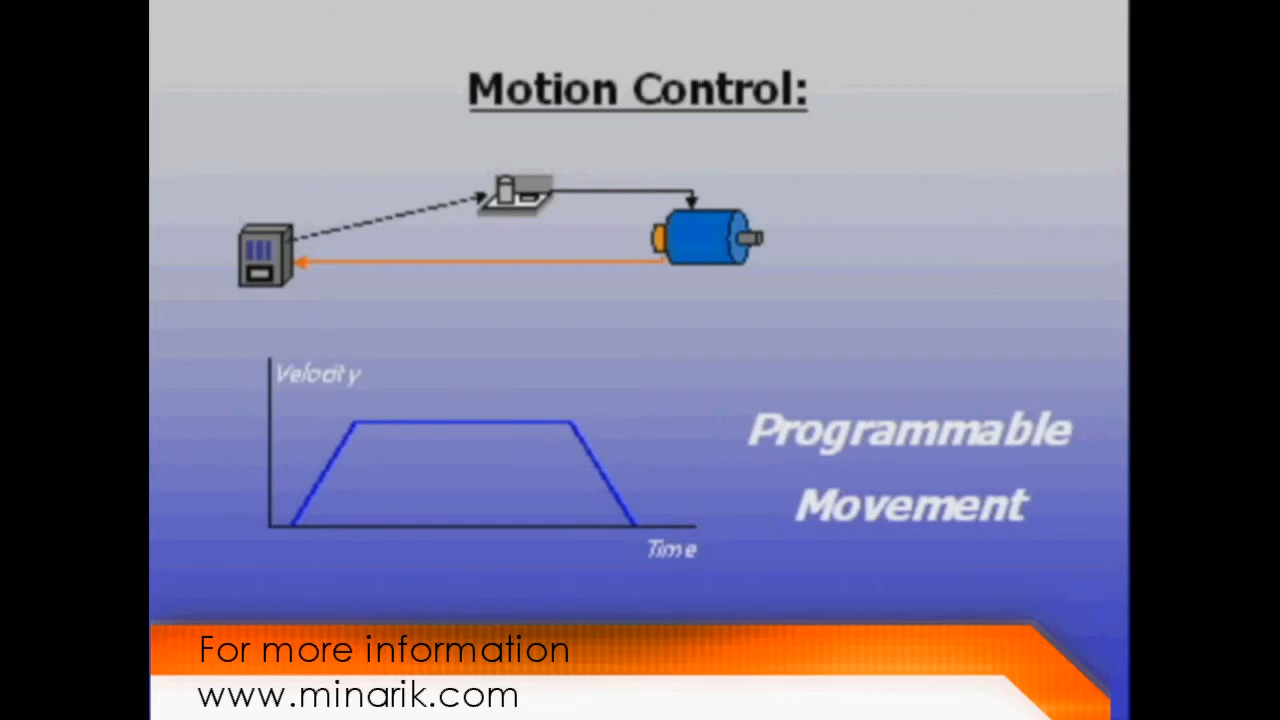 Motion Control:
Velocity
Programmable
Movement
Time
For more information
www.minarik.com